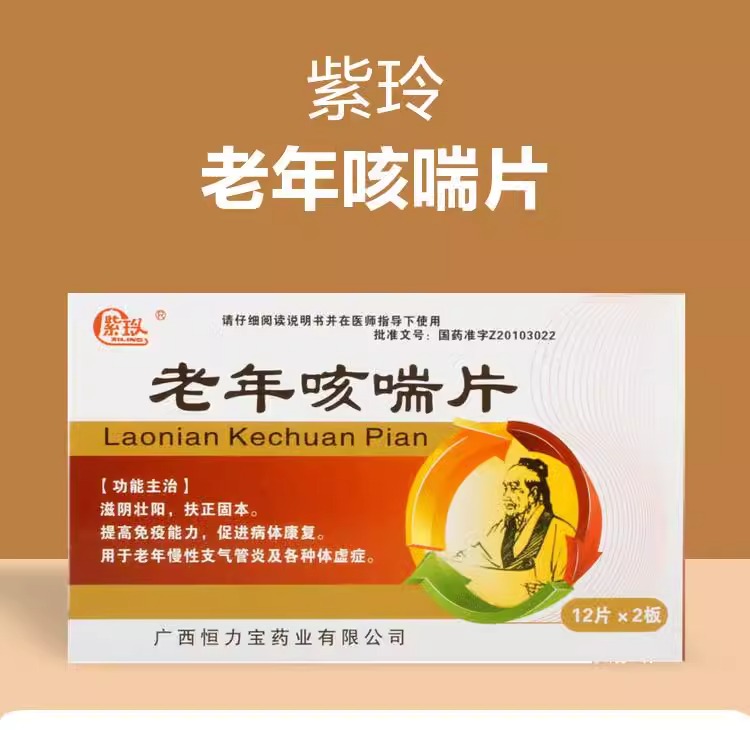 紫玲
老年咳喘片
紫玲
ZILING
®
请仔细阅读说明书并在医师指导下使用
批准文号：国药准字Z20103022
老年咳喘片
Laonian Kechuan Pian
【功能主治】
滋阴壮阳，扶正固本。
提高免疫能力，促进病体康复。
用于老年慢性支气管炎及各种体虚症。
12片×2板
广西恒力宝药业有限公司